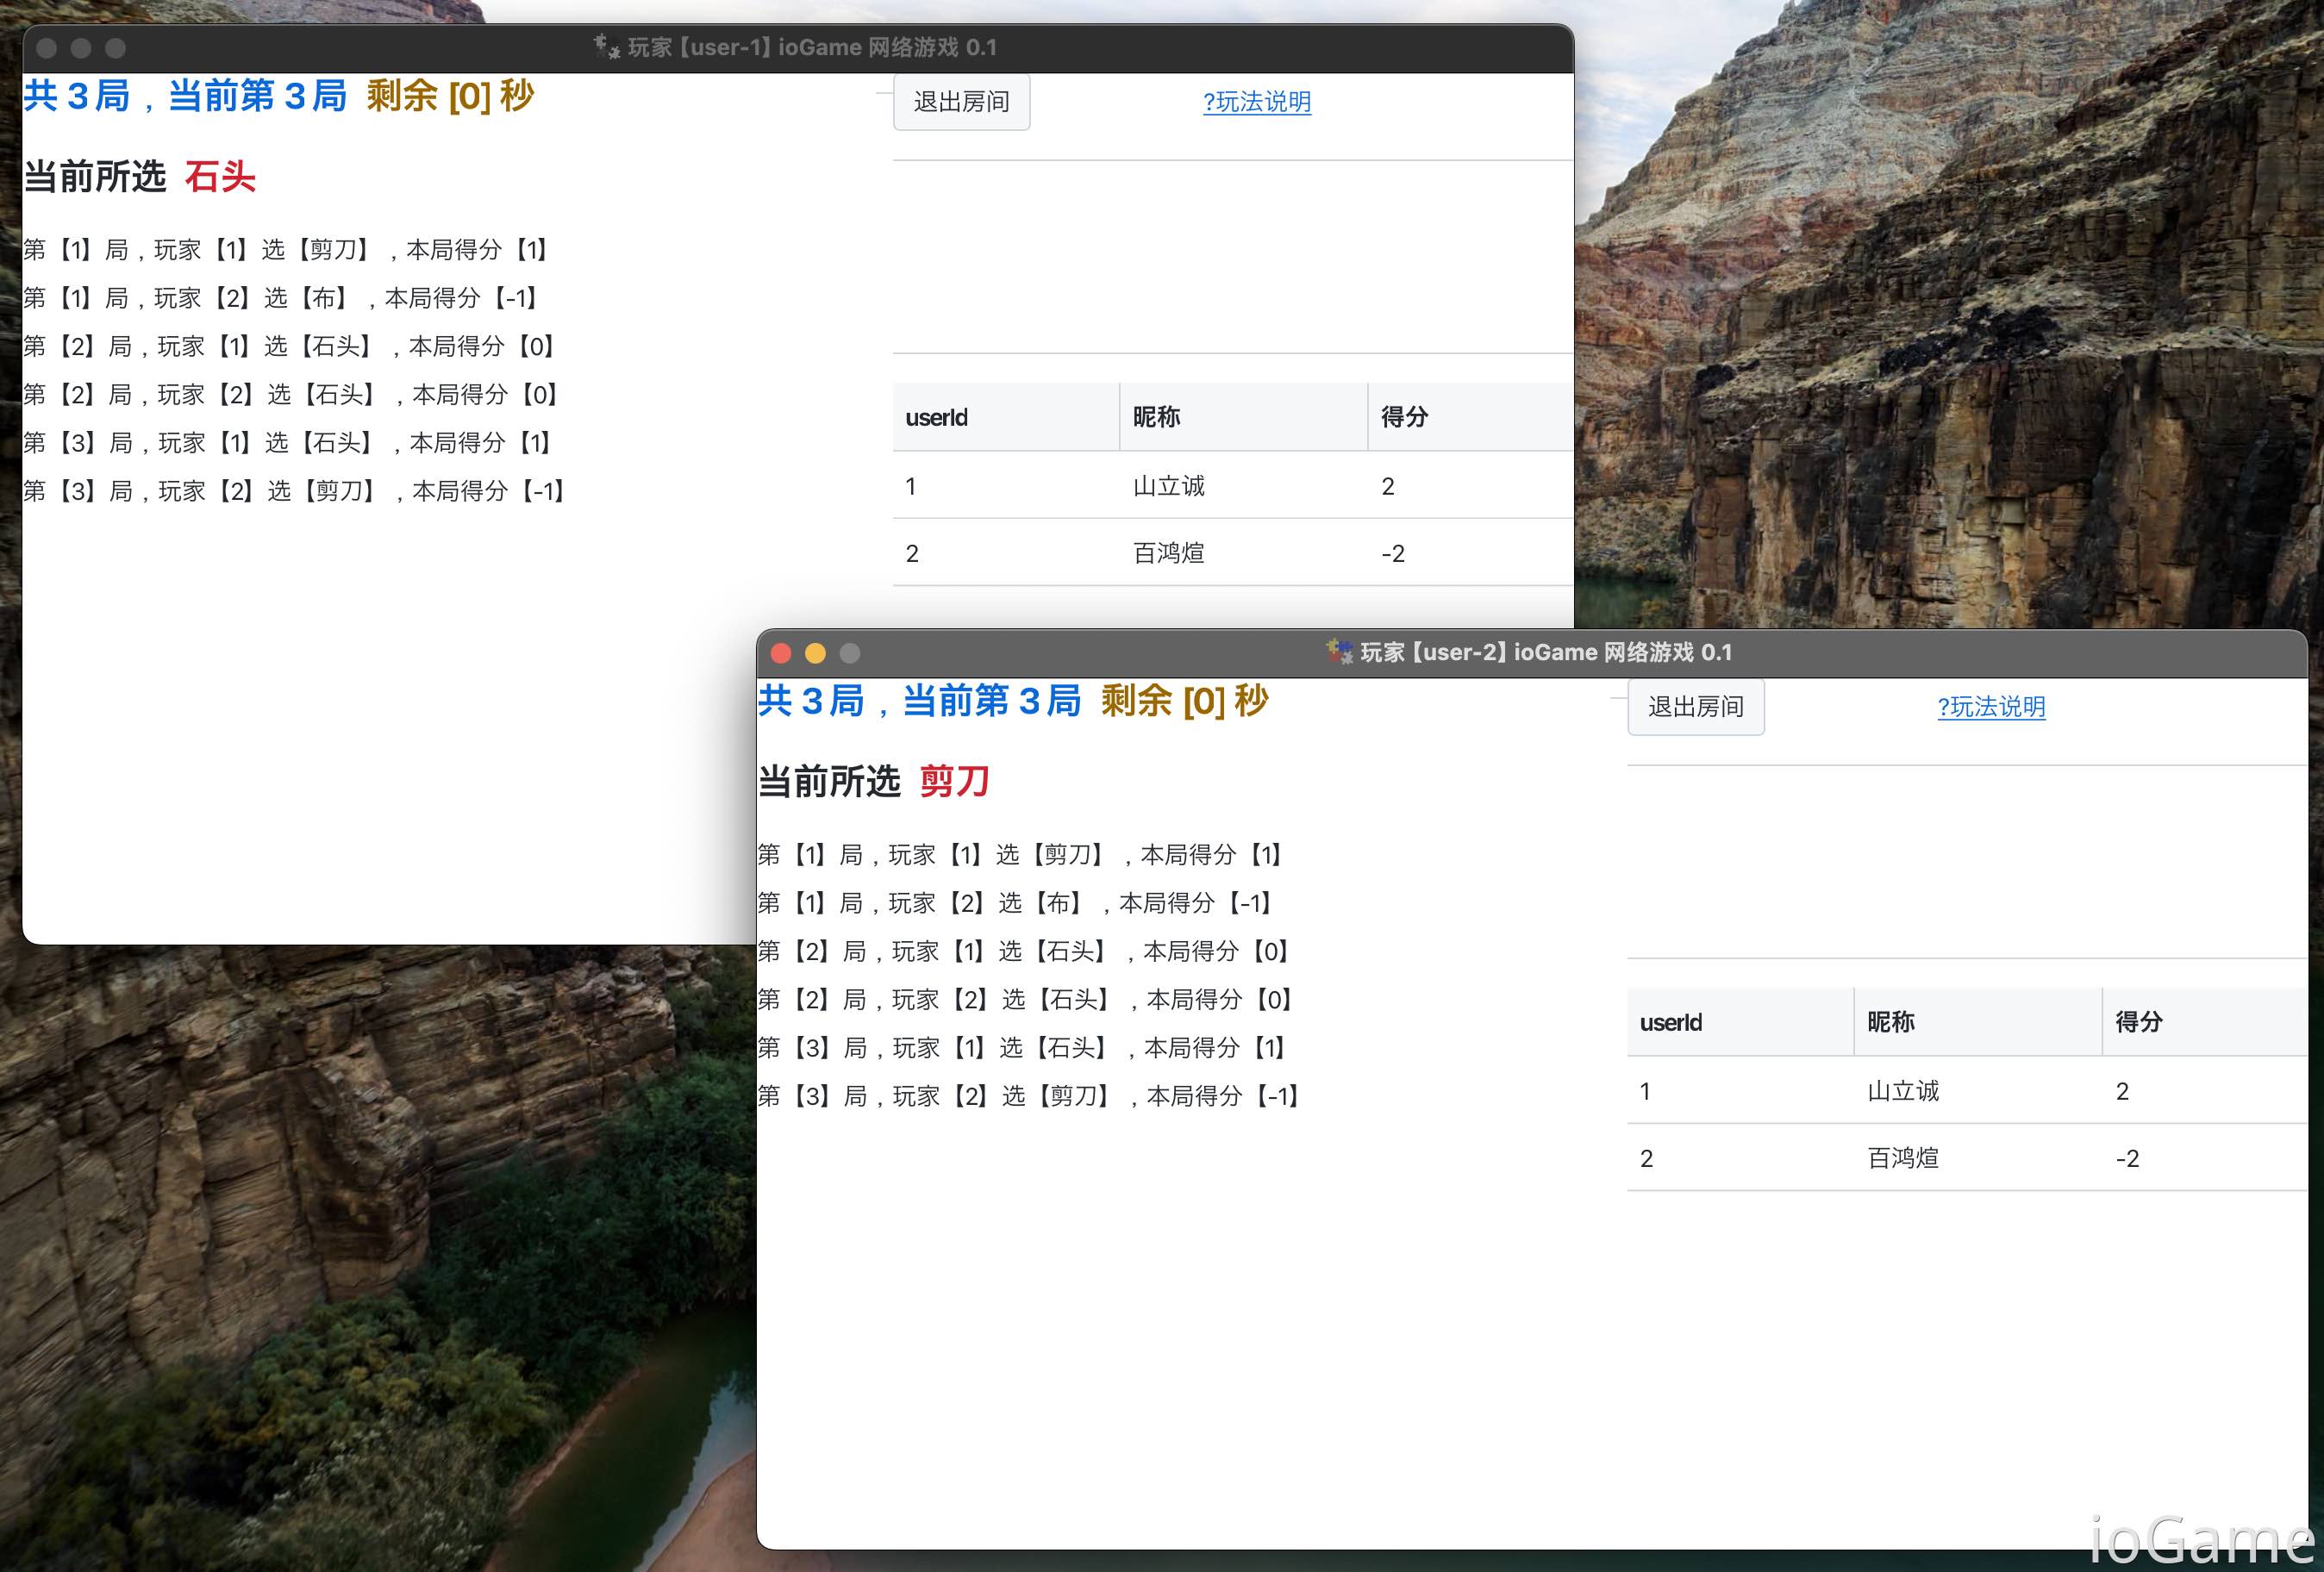 玩家【user-1】ioGame 网络游戏 0.1
共 3 局，当前第 3 局 剩余 [0] 秒
退出房间
?玩法说明
当前所选 石头
第【1】局，玩家【1】选【剪刀】，本局得分【1】
第【1】局，玩家【2】选【布】，本局得分【-1】
第【2】局，玩家【1】选【石头】，本局得分【0】
第【2】局，玩家【2】选【石头】，本局得分【0】
第【3】局，玩家【1】选【石头】，本局得分【1】
第【3】局，玩家【2】选【剪刀】，本局得分【-1】
userId 昵称 得分
1 山立诚 2
2 百鸿煊 -2
玩家【user-2】ioGame 网络游戏 0.1
共 3 局，当前第 3 局 剩余 [0] 秒
退出房间
?玩法说明
当前所选 剪刀
第【1】局，玩家【1】选【剪刀】，本局得分【1】
第【1】局，玩家【2】选【布】，本局得分【-1】
第【2】局，玩家【1】选【石头】，本局得分【0】
第【2】局，玩家【2】选【石头】，本局得分【0】
第【3】局，玩家【1】选【石头】，本局得分【1】
第【3】局，玩家【2】选【剪刀】，本局得分【-1】
userId 昵称 得分
1 山立诚 2
2 百鸿煊 -2
ioGame